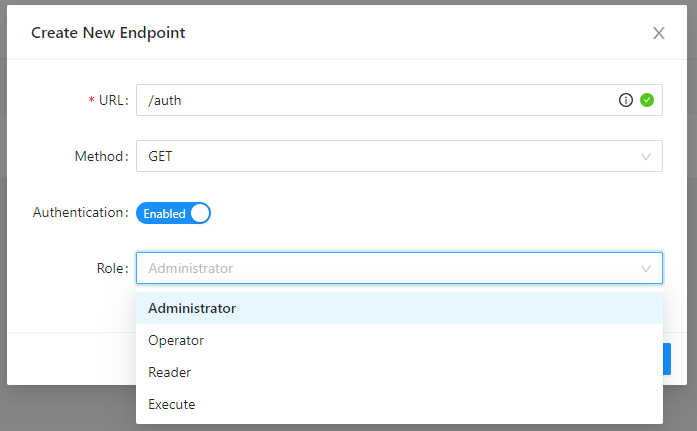 Create New Endpoint
* URL: /auth
Method: GET
Authentication: Enabled
Role: Administrator
Administrator
Operator
Reader
Execute